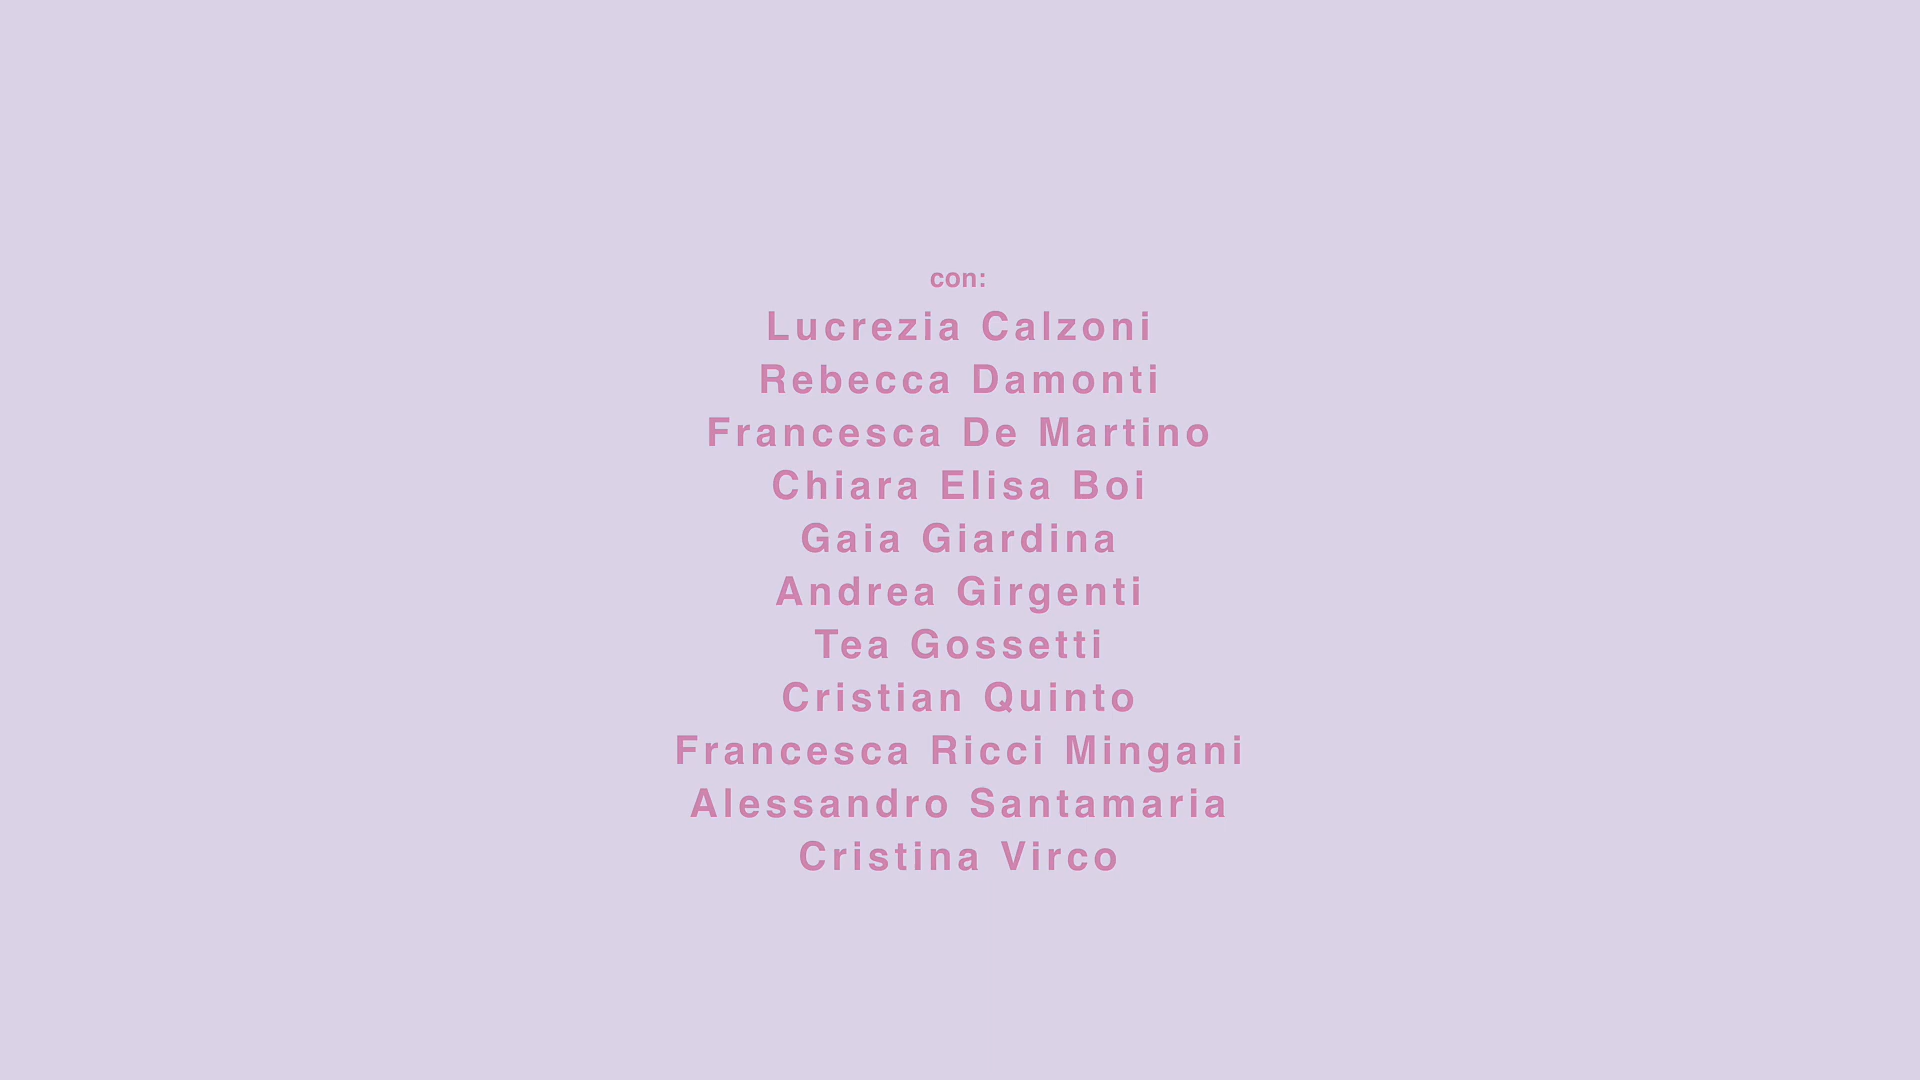 con:
Lucrezia Calzoni
Rebecca Damonti
Francesca De Martino
Chiara Elisa Boi
Gaia Giardina
Andrea Girgenti
Tea Gossetti
Cristian Quinto
Francesca Ricci Mingani
Alessandro Santamaria
Cristina Virco